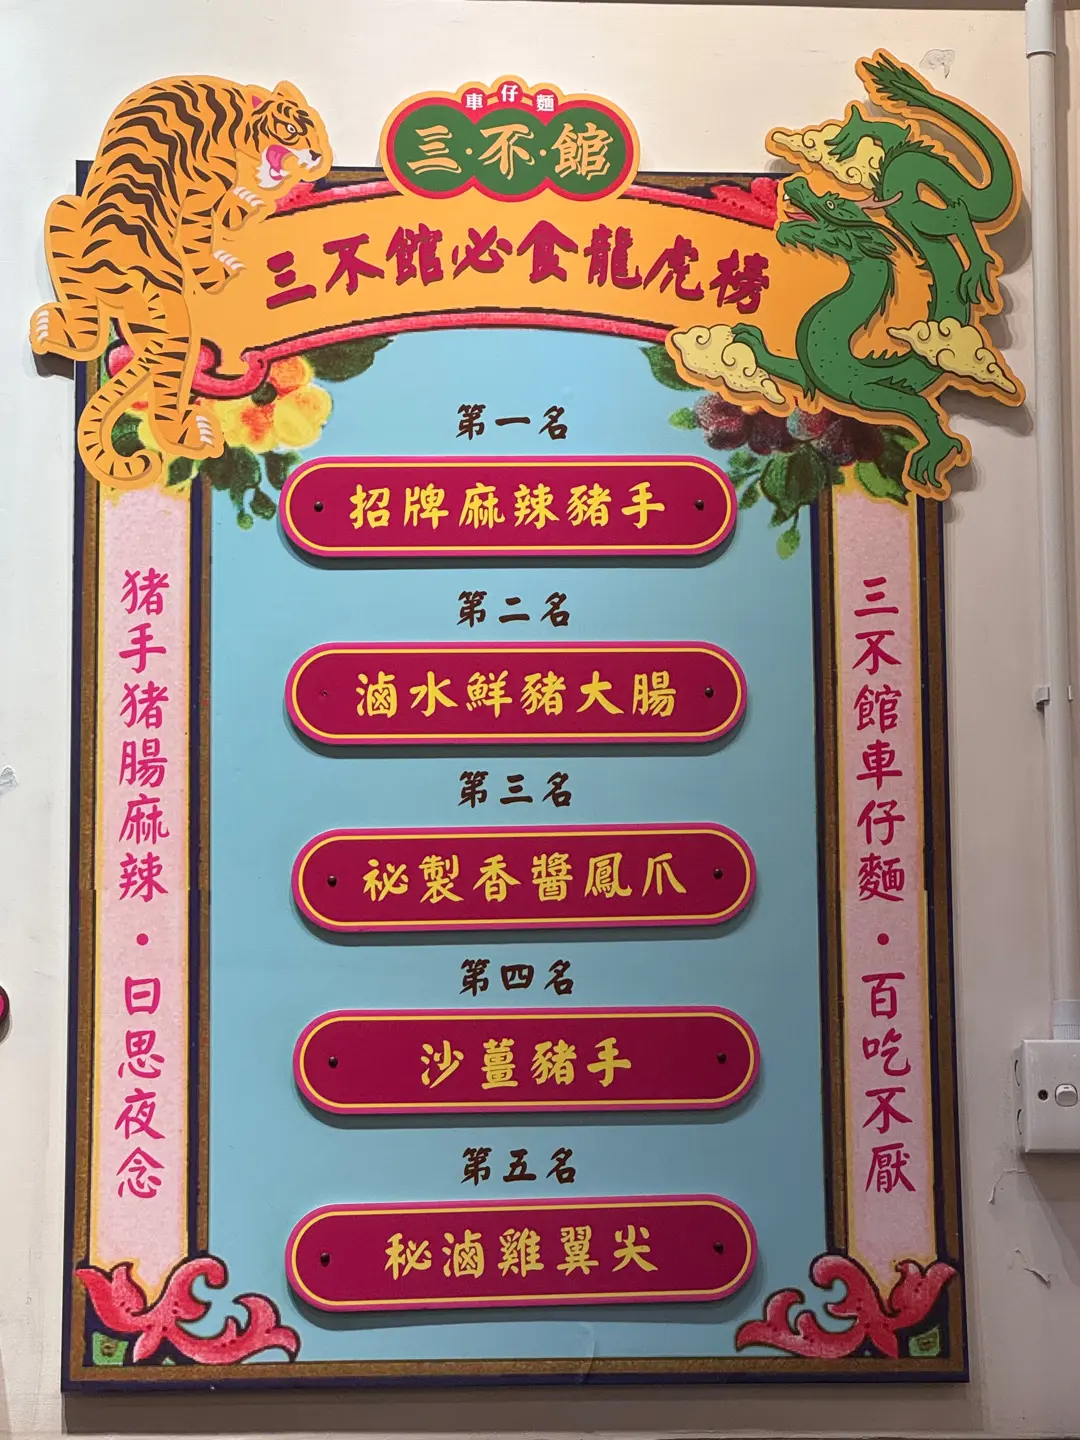 車仔麵
三·不·館
三不館必食龍虎榜
第一名
招牌麻辣豬手
第二名
滷水鮮豬大腸
第三名
祕製香醬鳳爪
第四名
沙薑豬手
第五名
秘滷雞翼尖
三不館車仔麵·百吃不厭
猪手猪腸麻辣·日思夜念